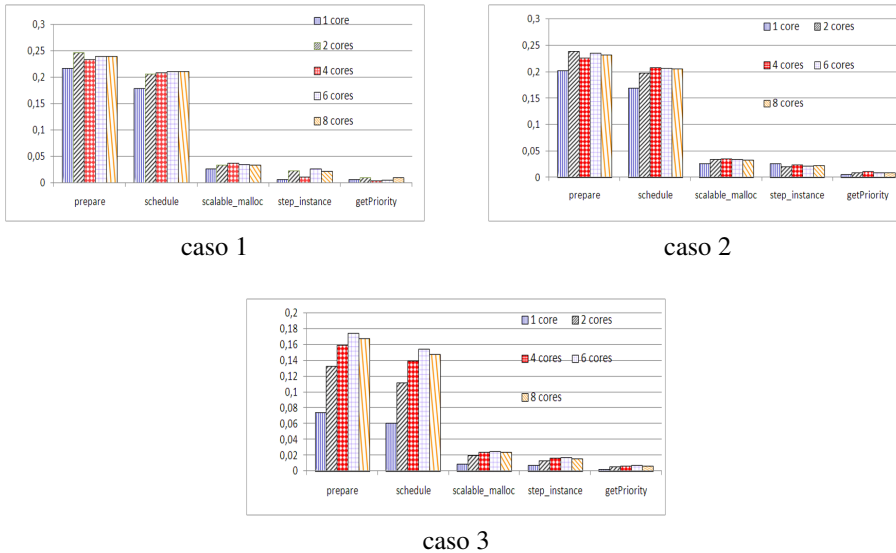 0,3
0,25
0,2
0,15
0,1
0,05
0
1 core
2 cores
4 cores
6 cores
8 cores
prepare schedule scalable_malloc step_instance getPriority
caso 1
0,3
0,25
0,2
0,15
0,1
0,05
0
1 core 2 cores
4 cores 6 cores
8 cores
prepare schedule scalable_malloc step_instance getPriority
caso 2
0,2
0,18
0,16
0,14
0,12
0,1
0,08
0,06
0,04
0,02
0
1 core 2 cores
4 cores 6 cores
8 cores
prepare schedule scalable_malloc step_instance getPriority
caso 3